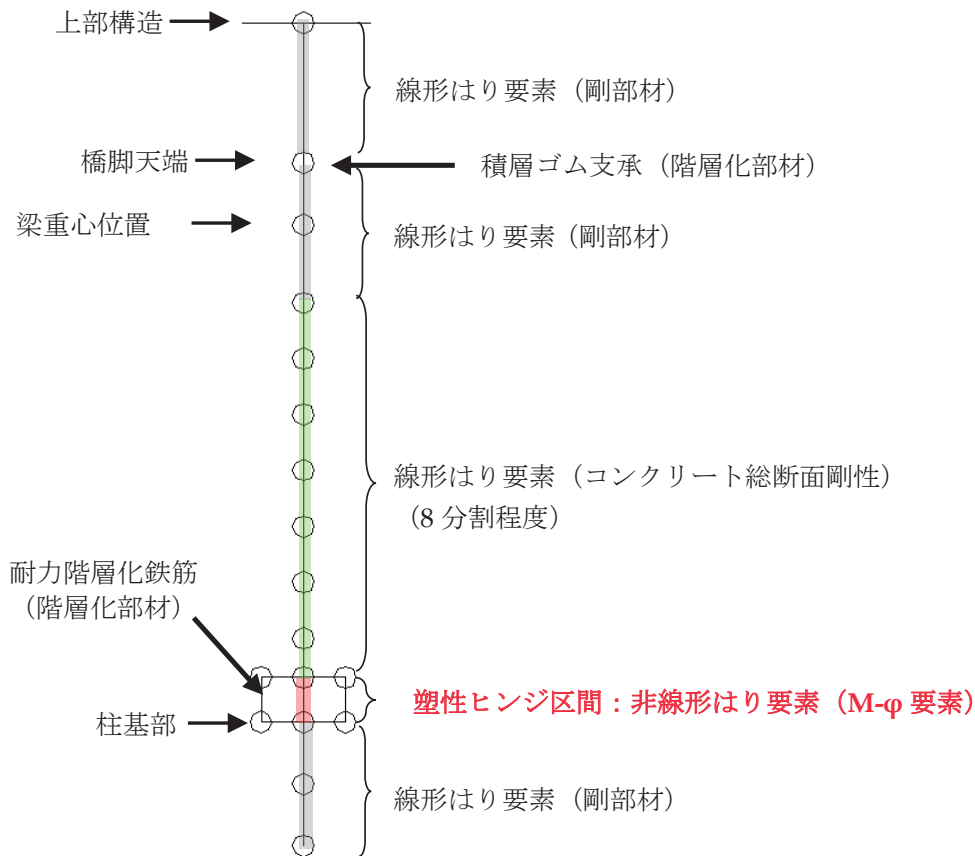 上部構造
線形はり要素（剛部材）
橋脚天端
積層ゴム支承（階層化部材）
梁重心位置
線形はり要素（剛部材）
線形はり要素（コンクリート総断面剛性）
（8 分割程度）
耐力階層化鉄筋
（階層化部材）
塑性ヒンジ区間：非線形はり要素（M-φ 要素）
柱基部
線形はり要素（剛部材）